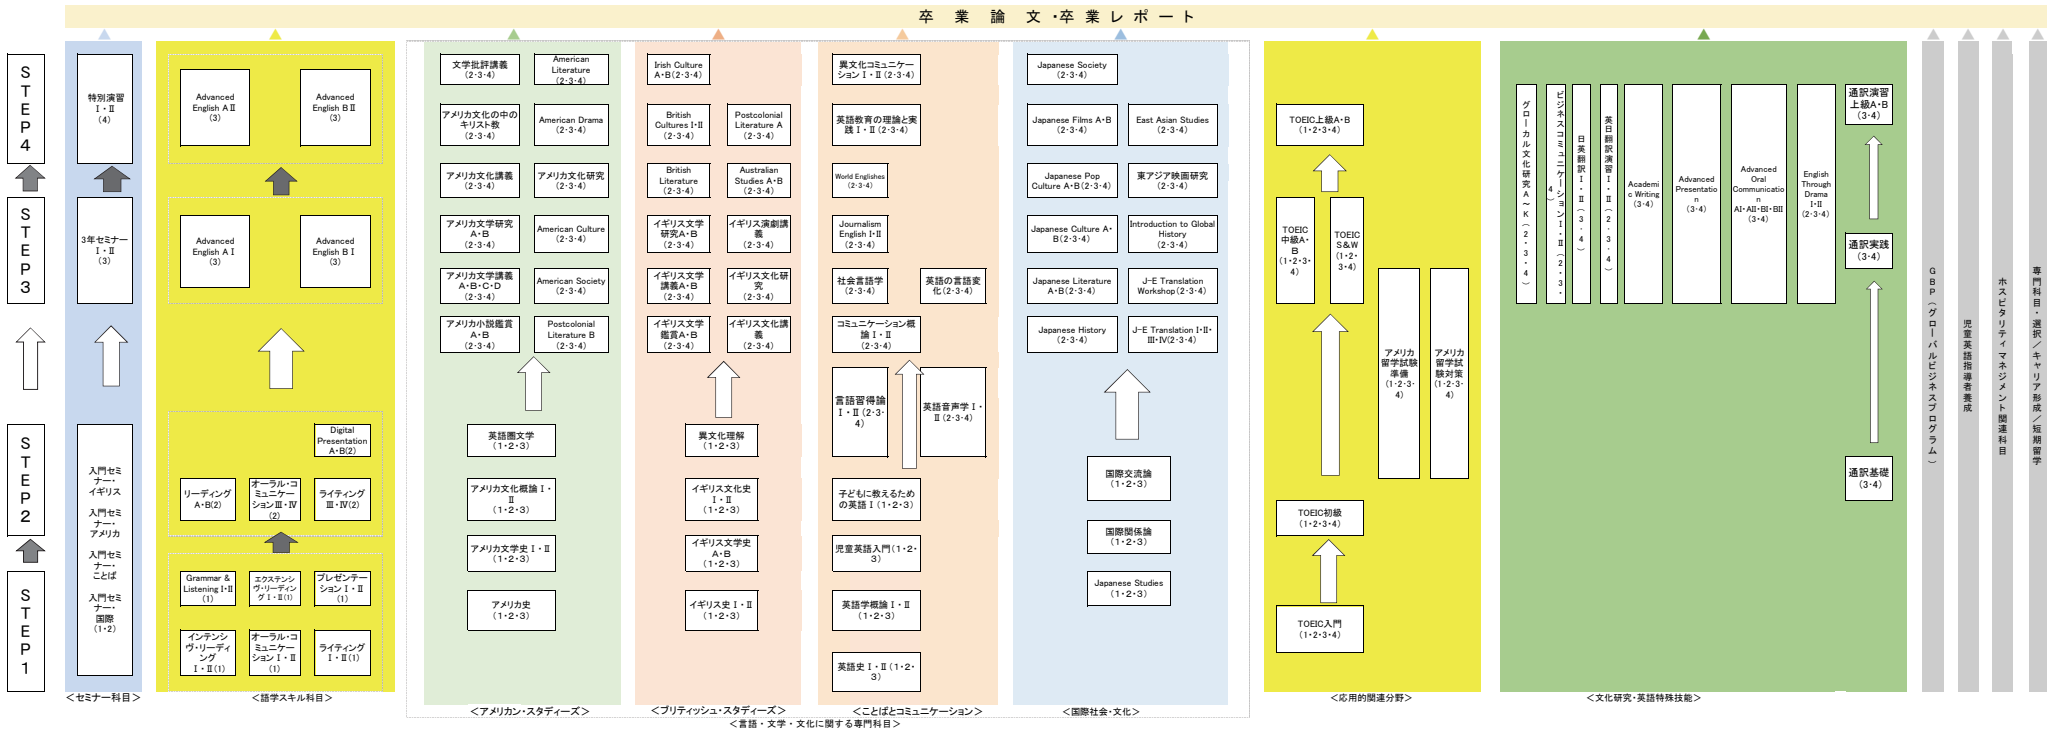 卒 業 論 文・卒 業 レ ポ ー ト
STEP4
STEP3
STEP2
STEP1
特別演習
Ⅰ・Ⅱ
(4)
3年セミナー
Ⅰ・Ⅱ
(3)
入門セミ
ナー・
イギリス
入門セミ
ナー・
アメリカ
入門セミ
ナー・
ことば
入門セミ
ナー・
国際
(1・2)
＜セミナー科目＞
Advanced
English AⅡ
(3)
Advanced
English BⅡ
(3)
Advanced
English AⅠ
(3)
Advanced
English BⅠ
(3)
Digital
Presentation
A・B(2)
リーディング
A・B(2)
オーラル・コ
ミュニケー
ションⅢ・Ⅳ
(2)
ライティング
Ⅲ・Ⅳ(2)
Grammar &
Listening Ⅰ・Ⅱ
(1)
エクステンシ
ヴ・リーディン
グⅠ・Ⅱ(1)
プレゼンテー
ションⅠ・Ⅱ
(1)
インテンシ
ヴ・リーディ
ング
Ⅰ・Ⅱ(1)
オーラル・コ
ミュニケー
ションⅠ・Ⅱ
(1)
ライティング
Ⅰ・Ⅱ(1)
＜語学スキル科目＞
文学批評講義
(2・3・4)
American
Literature
(2・3・4)
アメリカ文化の中の
キリスト教
(2・3・4)
American Drama
(2・3・4)
アメリカ文化講義
(2・3・4)
アメリカ文化研究
(2・3・4)
アメリカ文学研究
A・B
(2・3・4)
American Culture
(2・3・4)
アメリカ文学講義
A・B・C・D
(2・3・4)
American Society
(2・3・4)
アメリカ小説鑑賞
A・B
(2・3・4)
Postcolonial
Literature B
(2・3・4)
英語圏文学
(1・2・3)
アメリカ文化概論Ⅰ・
Ⅱ
(1・2・3)
アメリカ文学史Ⅰ・Ⅱ
(1・2・3)
アメリカ史
(1・2・3)
＜アメリカン・スタディーズ＞
Irish Culture
A・B(2・3・4)
British
Cultures Ⅰ・Ⅱ
(2・3・4)
Postcolonial
Literature A
(2・3・4)
British
Literature
(2・3・4)
Australian
Studies A・B
(2・3・4)
イギリス文学
研究A・B
(2・3・4)
イギリス演劇講
義
(2・3・4)
イギリス文学
講義A・B
(2・3・4)
イギリス文化研
究
(2・3・4)
イギリス文学
鑑賞A・B
(2・3・4)
イギリス文化講
義
(2・3・4)
異文化理解
(1・2・3)
イギリス文化史
Ⅰ・Ⅱ
(1・2・3)
イギリス文学史
A・B
(1・2・3)
イギリス史Ⅰ・Ⅱ
(1・2・3)
＜ブリティッシュ・スタディーズ＞
異文化コミュニケー
ションⅠ・Ⅱ(2・3・4)
英語教育の理論と実
践Ⅰ・Ⅱ(2・3・4)
World Englishes
(2・3・4)
Journalism
English Ⅰ・Ⅱ
(2・3・4)
社会言語学
(2・3・4)
英語の言語変
化(2・3・4)
コミュニケーション概
論Ⅰ・Ⅱ
(2・3・4)
言語習得論
Ⅰ・Ⅱ(2・3・
4)
英語音声学Ⅰ・
Ⅱ(2・3・4)
子どもに教えるため
の英語Ⅰ(1・2・3)
児童英語入門(1・2・
3)
英語学概論Ⅰ・Ⅱ
(1・2・3)
英語史Ⅰ・Ⅱ(1・2・
3)
＜ことばとコミュニケーション＞
Japanese Society
(2・3・4)
Japanese Films A・B
(2・3・4)
East Asian Studies
(2・3・4)
Japanese Pop
Culture A・B(2・3・4)
東アジア映画研究
(2・3・4)
Japanese Culture A・
B(2・3・4)
Introduction to Global
History
(2・3・4)
Japanese Literature
A・B(2・3・4)
J-E Translation
Workshop(2・3・4)
Japanese History
(2・3・4)
J-E Translation Ⅰ・Ⅱ・
Ⅲ・Ⅳ(2・3・4)
国際交流論
(1・2・3)
国際関係論
(1・2・3)
Japanese Studies
(1・2・3)
＜国際社会・文化＞
＜言語・文学・文化に関する専門科目＞
TOEIC上級A・B
(1・2・3・4)
TOEIC
中級A・
B
(1・2・3・
4)
TOEIC
S＆W
(1・2・
3・4)
アメリカ
留学試験
準備
(1・2・3・
4)
アメリカ
留学試
験対策
(1・2・3・
4)
TOEIC初級
(1・2・3・4)
TOEIC入門
(1・2・3・4)
＜応用的関連分野＞
グローカル文化研究A～K(2・3・4)
ビジネスコミュニケーションⅠ・Ⅱ(2・3・
4)
日英翻訳Ⅰ・Ⅱ(3・4)
英日翻訳演習Ⅰ・Ⅱ(2・3・4)
Academi
c Writing
(3・4)
Advanced
Presentatio
n
(3・4)
Advanced
Oral
Communicatio
n
AⅠ・AⅡ・BⅠ・BⅡ
(3・4)
English
Through
Drama
Ⅰ・Ⅱ
(2・3・4)
通訳演習
上級A・B
(3・4)
通訳実践
(3・4)
通訳基礎
(3・4)
＜文化研究・英語特殊技能＞
GBP(グローバルビジネスプログラム)
児童英語指導者養成
ホスピタリティマネジメント関連科目
専門科目・選択／キャリア形成／短期留学